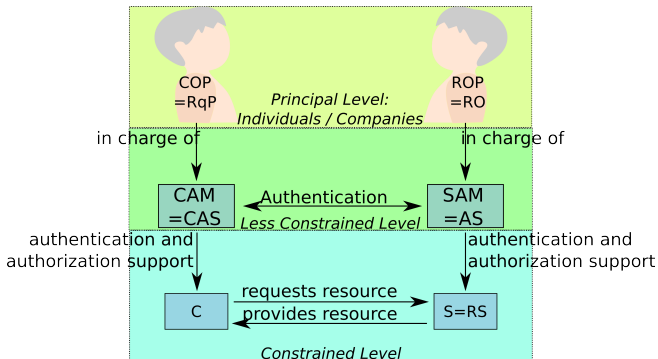 COP
=RqP
ROP
=RO
Principal Level:
Individuals / Companies
in charge of
in charge of
CAM
=CAS
Authentication
SAM
=AS
Less Constrained Level
authentication and
authorization support
authentication and
authorization support
requests resource
C
S=RS
provides resource
Constrained Level